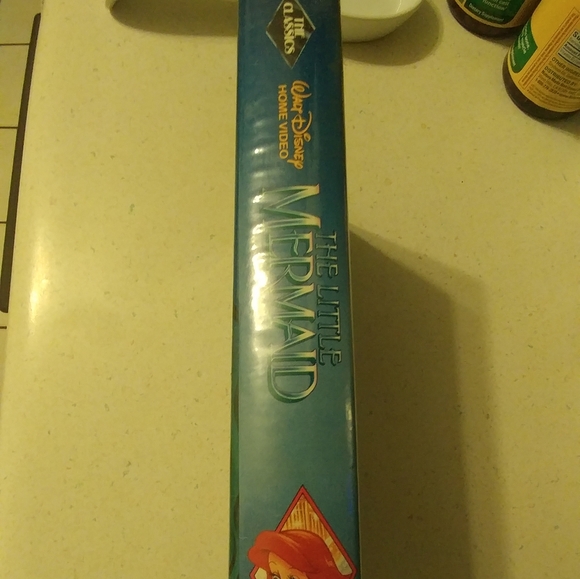 THE
CLASSICS
Walt Disney
HOME VIDEO
THE LITTLE
MERMAID